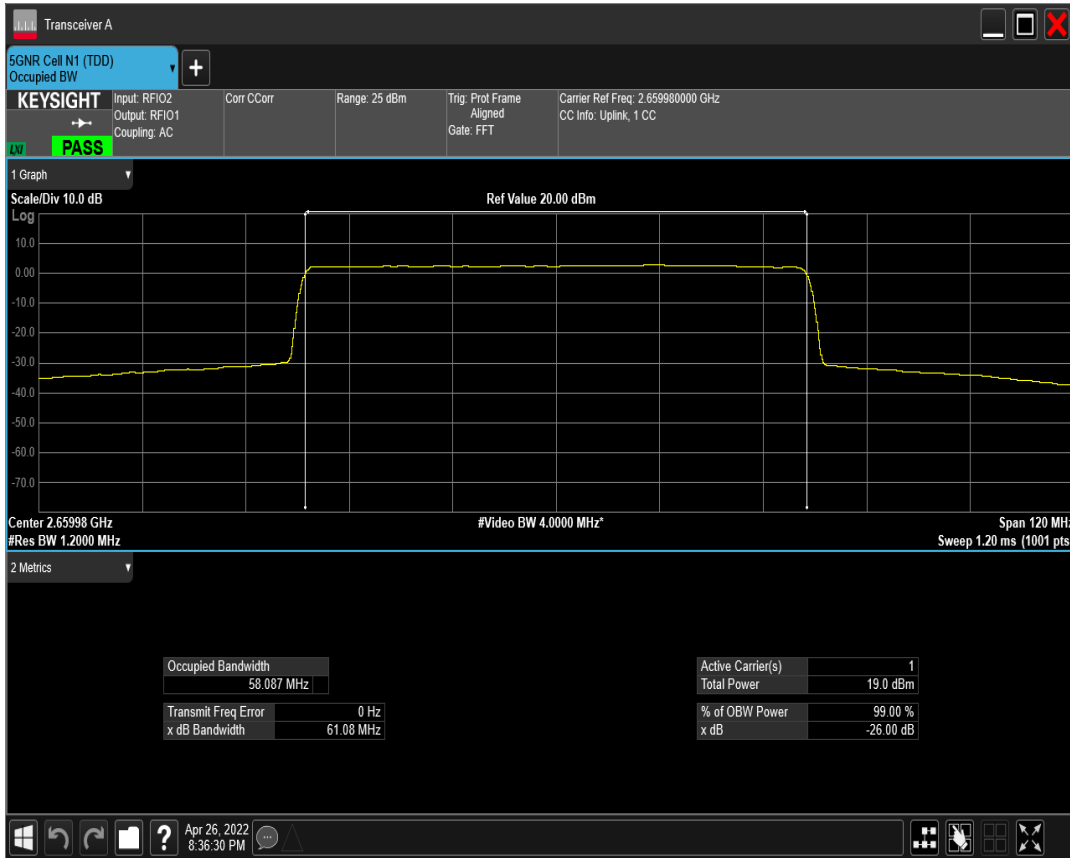 Transceiver A
5GNR Cell N1 (TDD)
Occupied BW
KEYSIGHT
LXI
PASS
Input: RFIO2
Output: RFIO1
Coupling: AC
Corr CCorr
Range: 25 dBm
Trig: Prot Frame
Aligned
Gate: FFT
Carrier Ref Freq: 2.659980000 GHz
CC Info: Uplink, 1 CC
1 Graph
Scale/Div 10.0 dB
Ref Value 20.00 dBm
Log
10.0
0.00
-10.0
-20.0
-30.0
-40.0
-50.0
-60.0
-70.0
Center 2.65998 GHz
#Video BW 4.0000 MHz*
Span 120 MHz
#Res BW 1.2000 MHz
Sweep 1.20 ms (1001 pts
2 Metrics
Occupied Bandwidth
58.087 MHz
Transmit Freq Error 0 Hz
x dB Bandwidth 61.08 MHz
Active Carrier(s) 1
Total Power 19.0 dBm
% of OBW Power 99.00 %
x dB -26.00 dB
?
Apr 26, 2022
8:36:30 PM